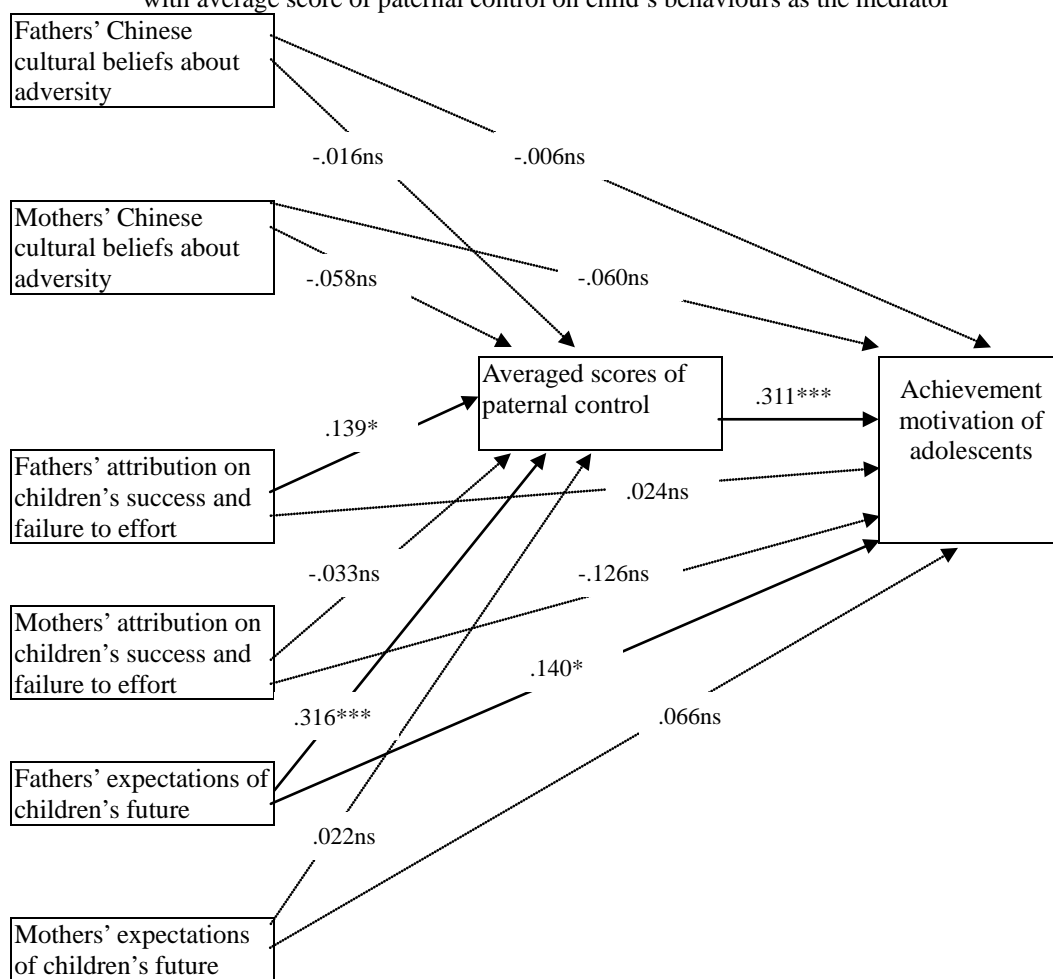 with average score of paternal control on child's behaviours as the mediator
Fathers' Chinese
cultural beliefs about
adversity
-.016ns
-.006ns
Mothers' Chinese
cultural beliefs about
adversity
-.058ns
-.060ns
Averaged scores of
paternal control
.311***
Achievement
motivation of
adolescents
.139*
Fathers' attribution on
children's success and
failure to effort
.024ns
-.033ns
-.126ns
Mothers' attribution on
children's success and
failure to effort
.140*
.316***
.066ns
Fathers' expectations of
children's future
.022ns
Mothers' expectations
of children's future